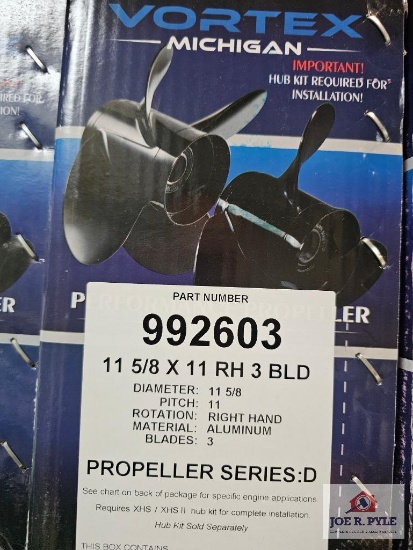 VORTEX
MICHIGAN
IMPORTANT!
HUB KIT REQUIRED FOR
INSTALLATION!
PART NUMBER
992603
11 5/8 X 11 RH 3 BLD
DIAMETER: 11 5/8
PITCH: 11
ROTATION: RIGHT HAND
MATERIAL: ALUMINUM
BLADES: 3
PROPELLER SERIES:D
See chart on back of package for specific engine applications
Requires XHS / XHS II hub kit for complete installation.
Hub Kit Sold Separately
THIS BOX CONTAINS
JOE R. PYLE